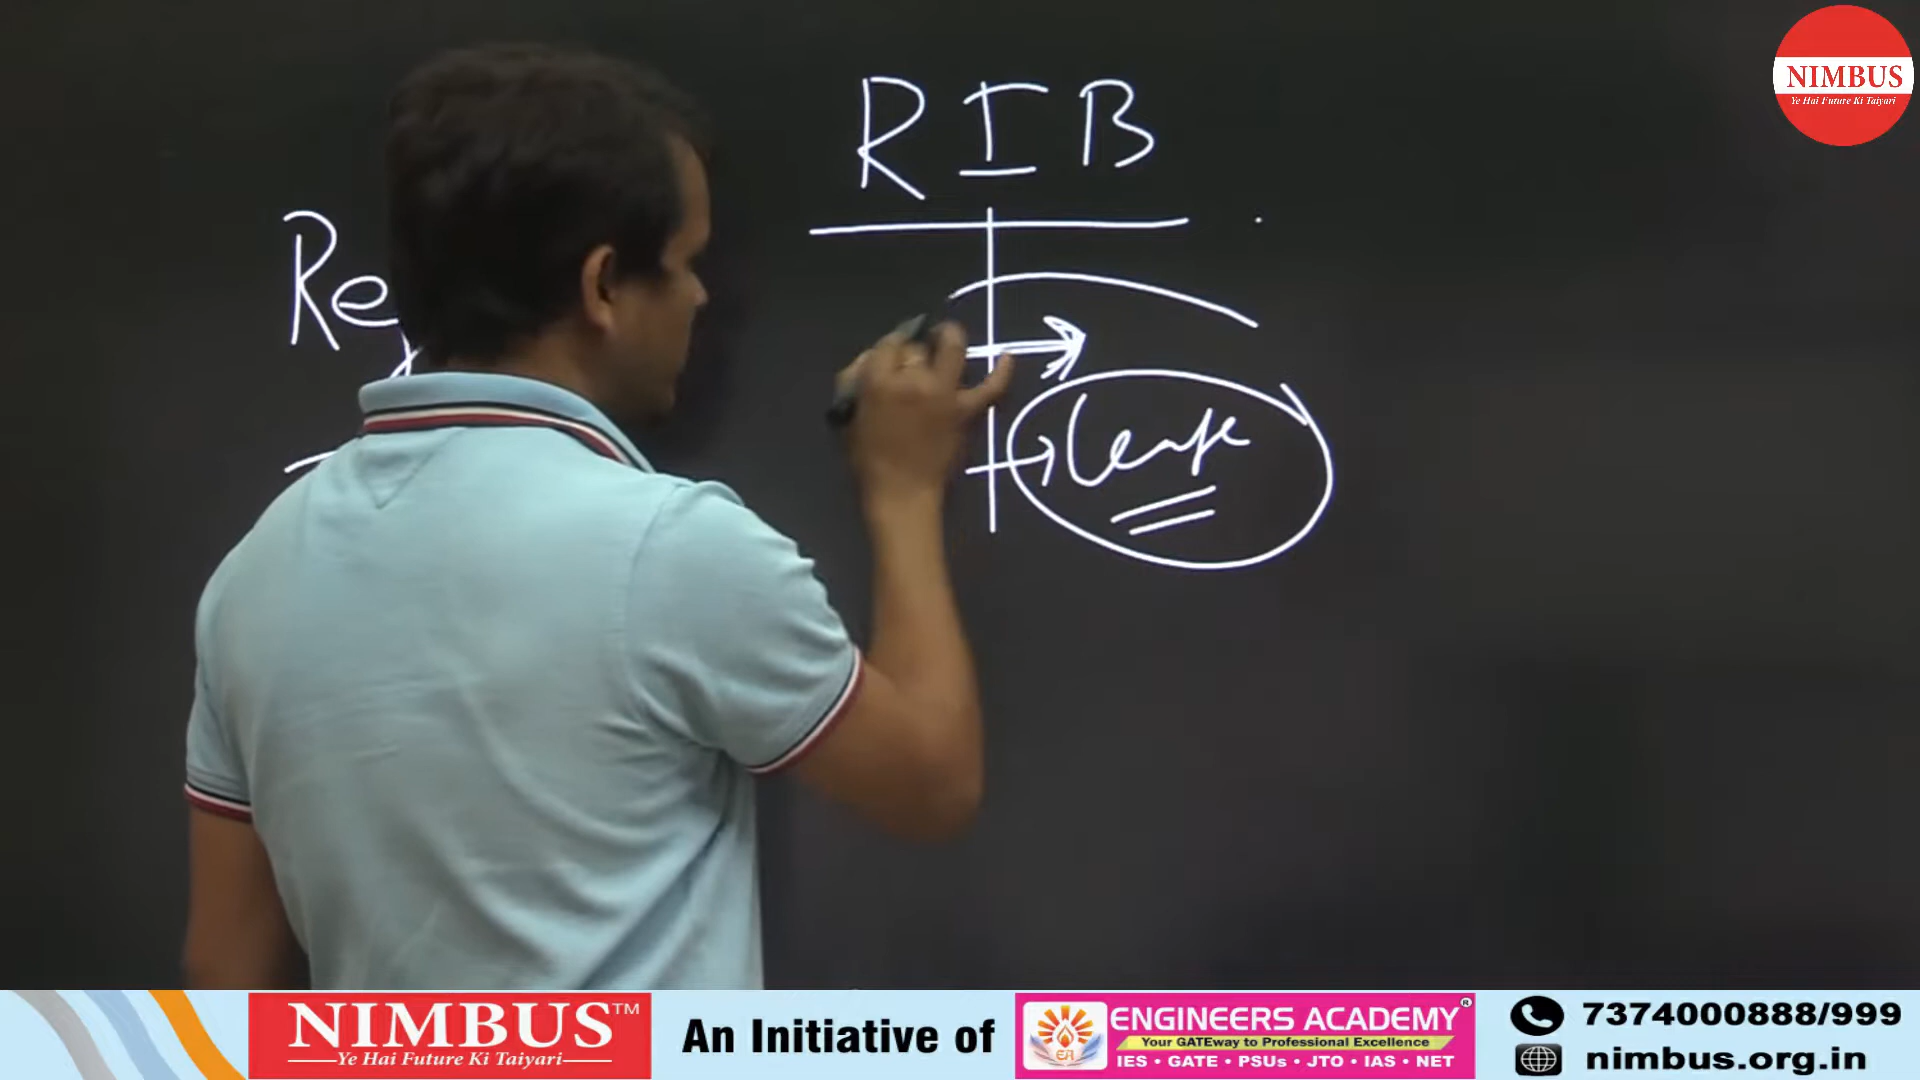 NIMBUS
Ye Hai Future Ki Taiyari
RIB
Re
NIMBUS™
Ye Hai Future Ki Taiyari
An Initiative of
ENGINEERS ACADEMY®
Your GATEway to Professional Excellence
EA
IES • GATE • PSUs • JTO • IAS • NET
7374000888/999
nimbus.org.in